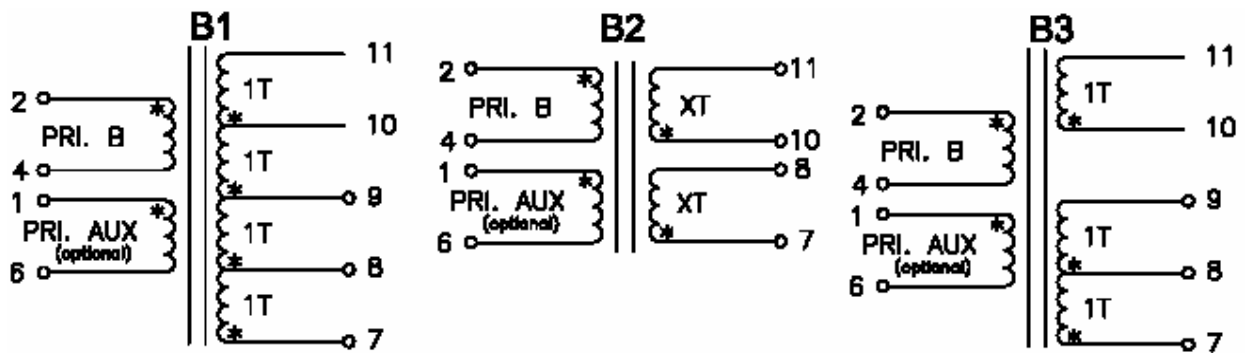 B1
11
1T
*
10
2
*
PRI. B
4
1T
*
9
1
*
PRI. AUX
(optional)
6
1T
*
8
1T
*
7
B2
2
*
PRI. B
4
1
*
PRI. AUX
(optional)
6
11
XT
*
10
8
XT
*
7
B3
2
*
PRI. B
4
1
*
PRI. AUX
(optional)
6
11
1T
*
10
9
1T
*
8
1T
*
7